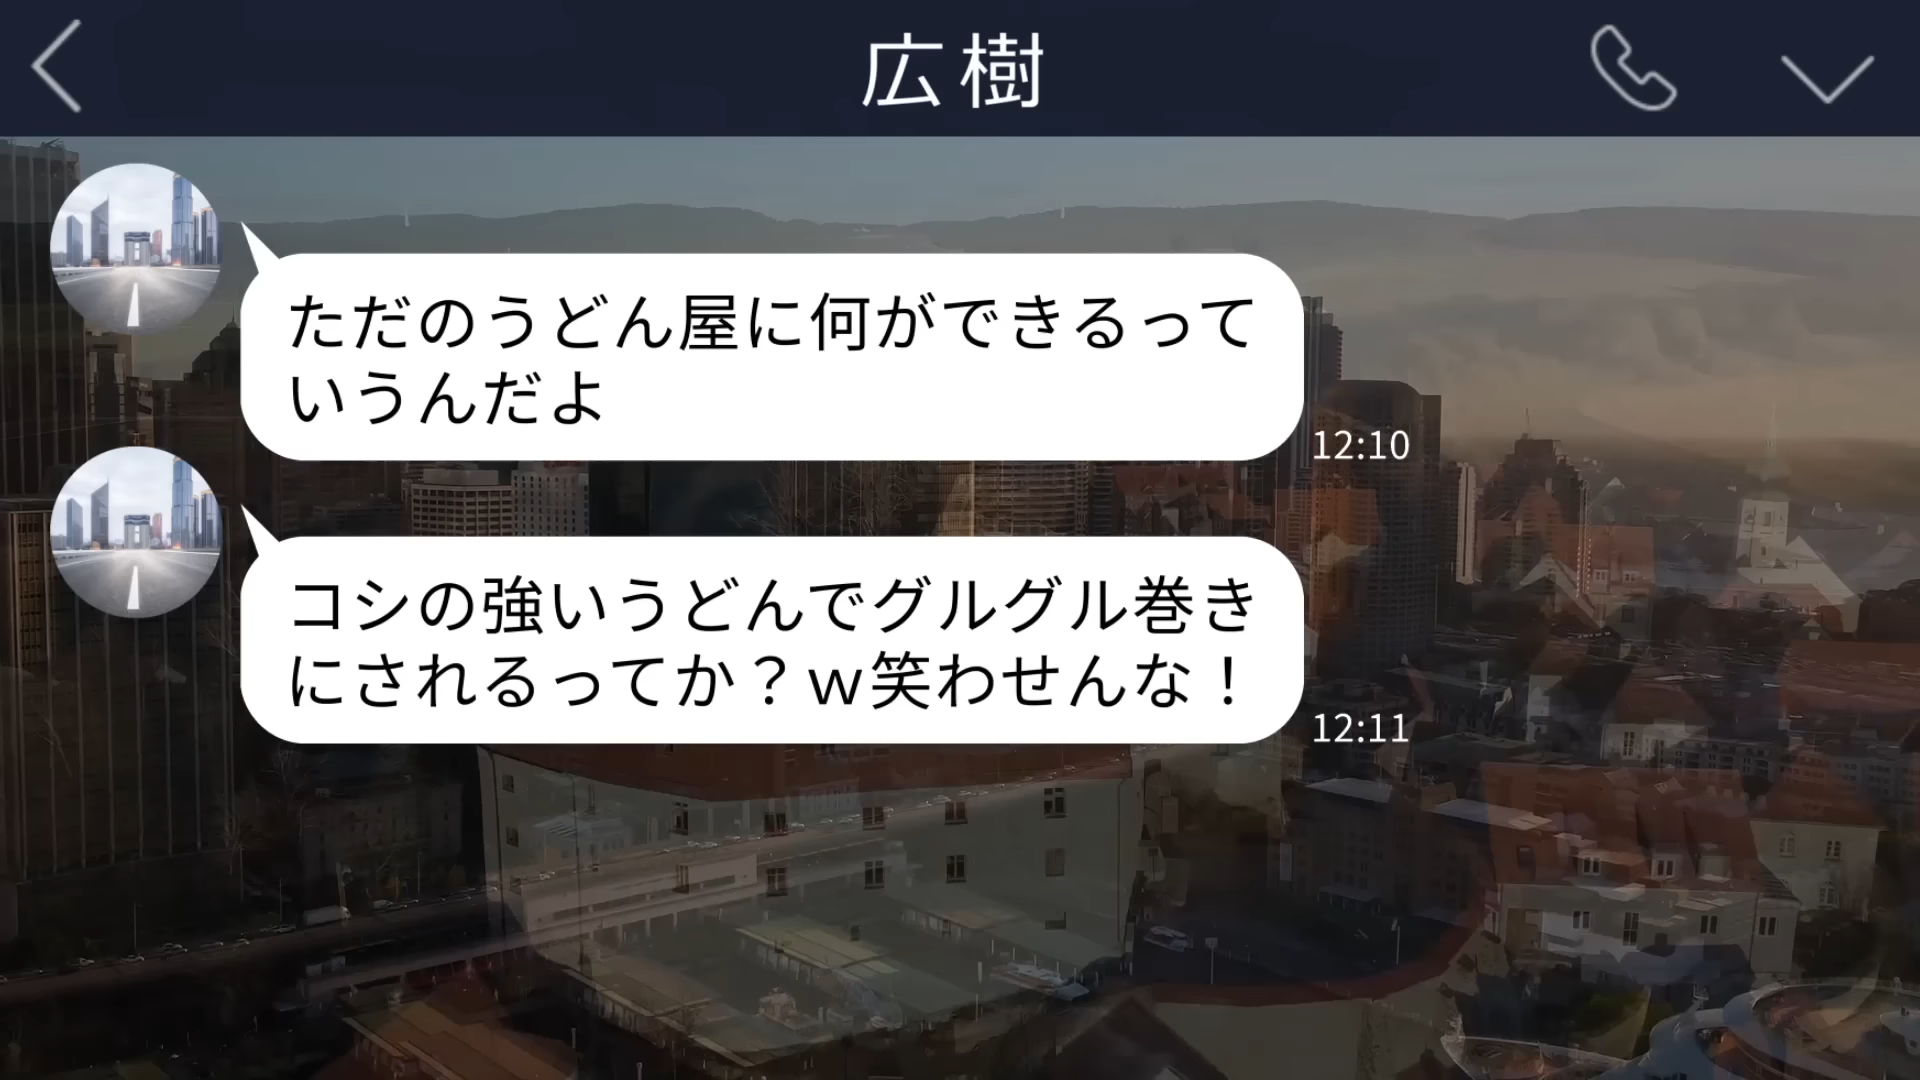 広樹
ただのうどん屋に何ができるって
いうんだよ
12:10
コシの強いうどんでグルグル巻き
にされるってか？ｗ笑わせんな！
12:11